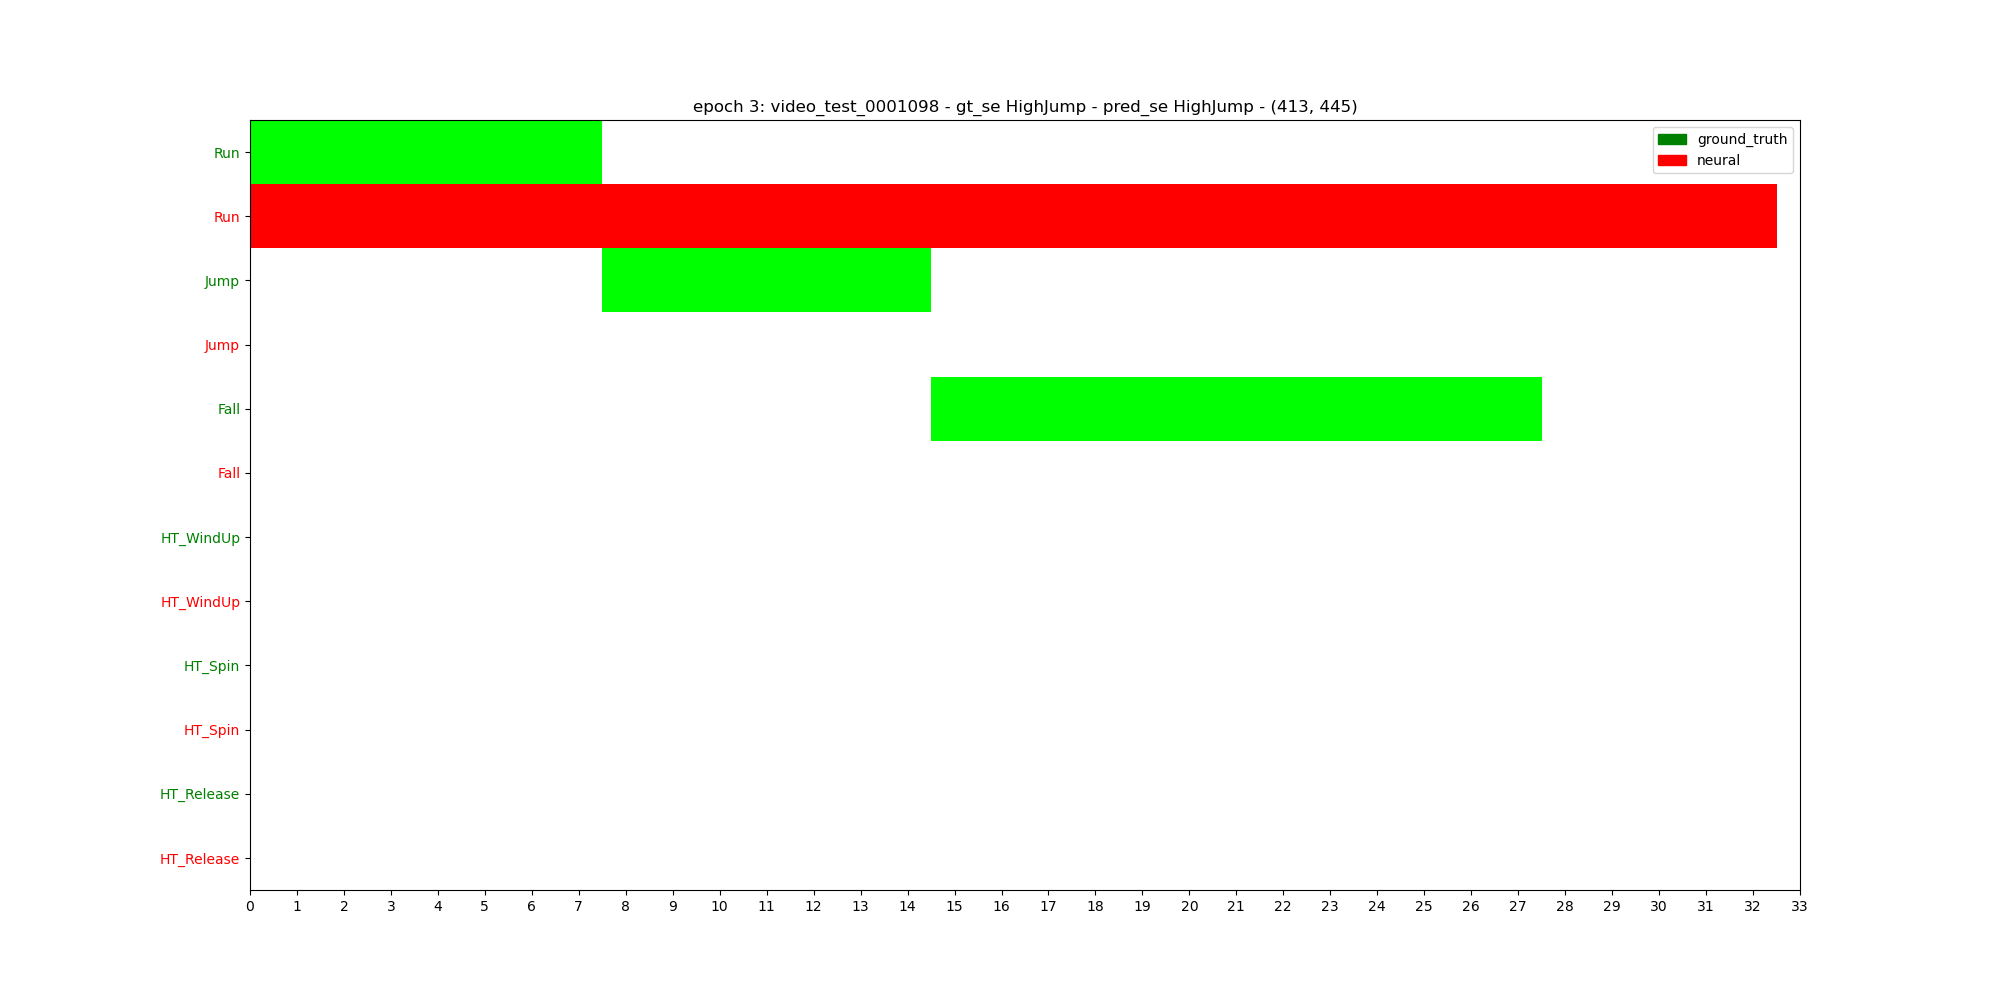 epoch 3: video_test_0001098 - gt_se HighJump - pred_se HighJump - (413, 445)
ground_truth
neural
Run
Run
Jump
Jump
Fall
Fall
HT_WindUp
HT_WindUp
HT_Spin
HT_Spin
HT_Release
HT_Release
0 1 2 3 4 5 6 7 8 9 10 11 12 13 14 15 16 17 18 19 20 21 22 23 24 25 26 27 28 29 30 31 32 33